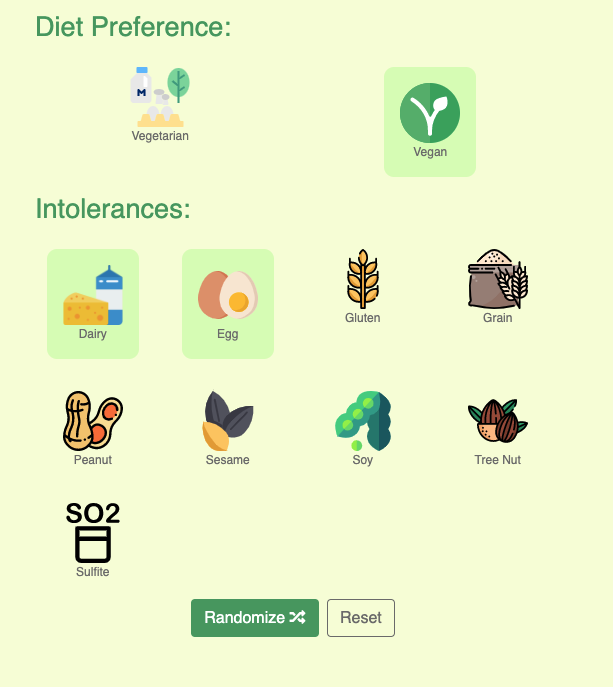 Diet Preference:
M
Vegetarian
Vegan
Intolerances:
Dairy
Egg
Gluten
Grain
Peanut
Sesame
Soy
Tree Nut
SO2
Sulfite
Randomize
Reset